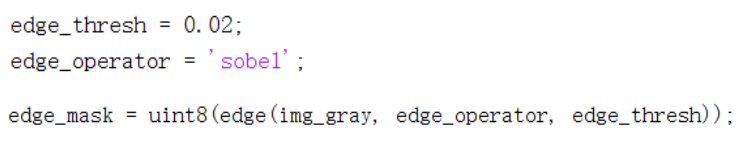 edge_thresh = 0.02;
edge_operator = 'sobel';
edge_mask = uint8(edge(img_gray, edge_operator, edge_thresh));